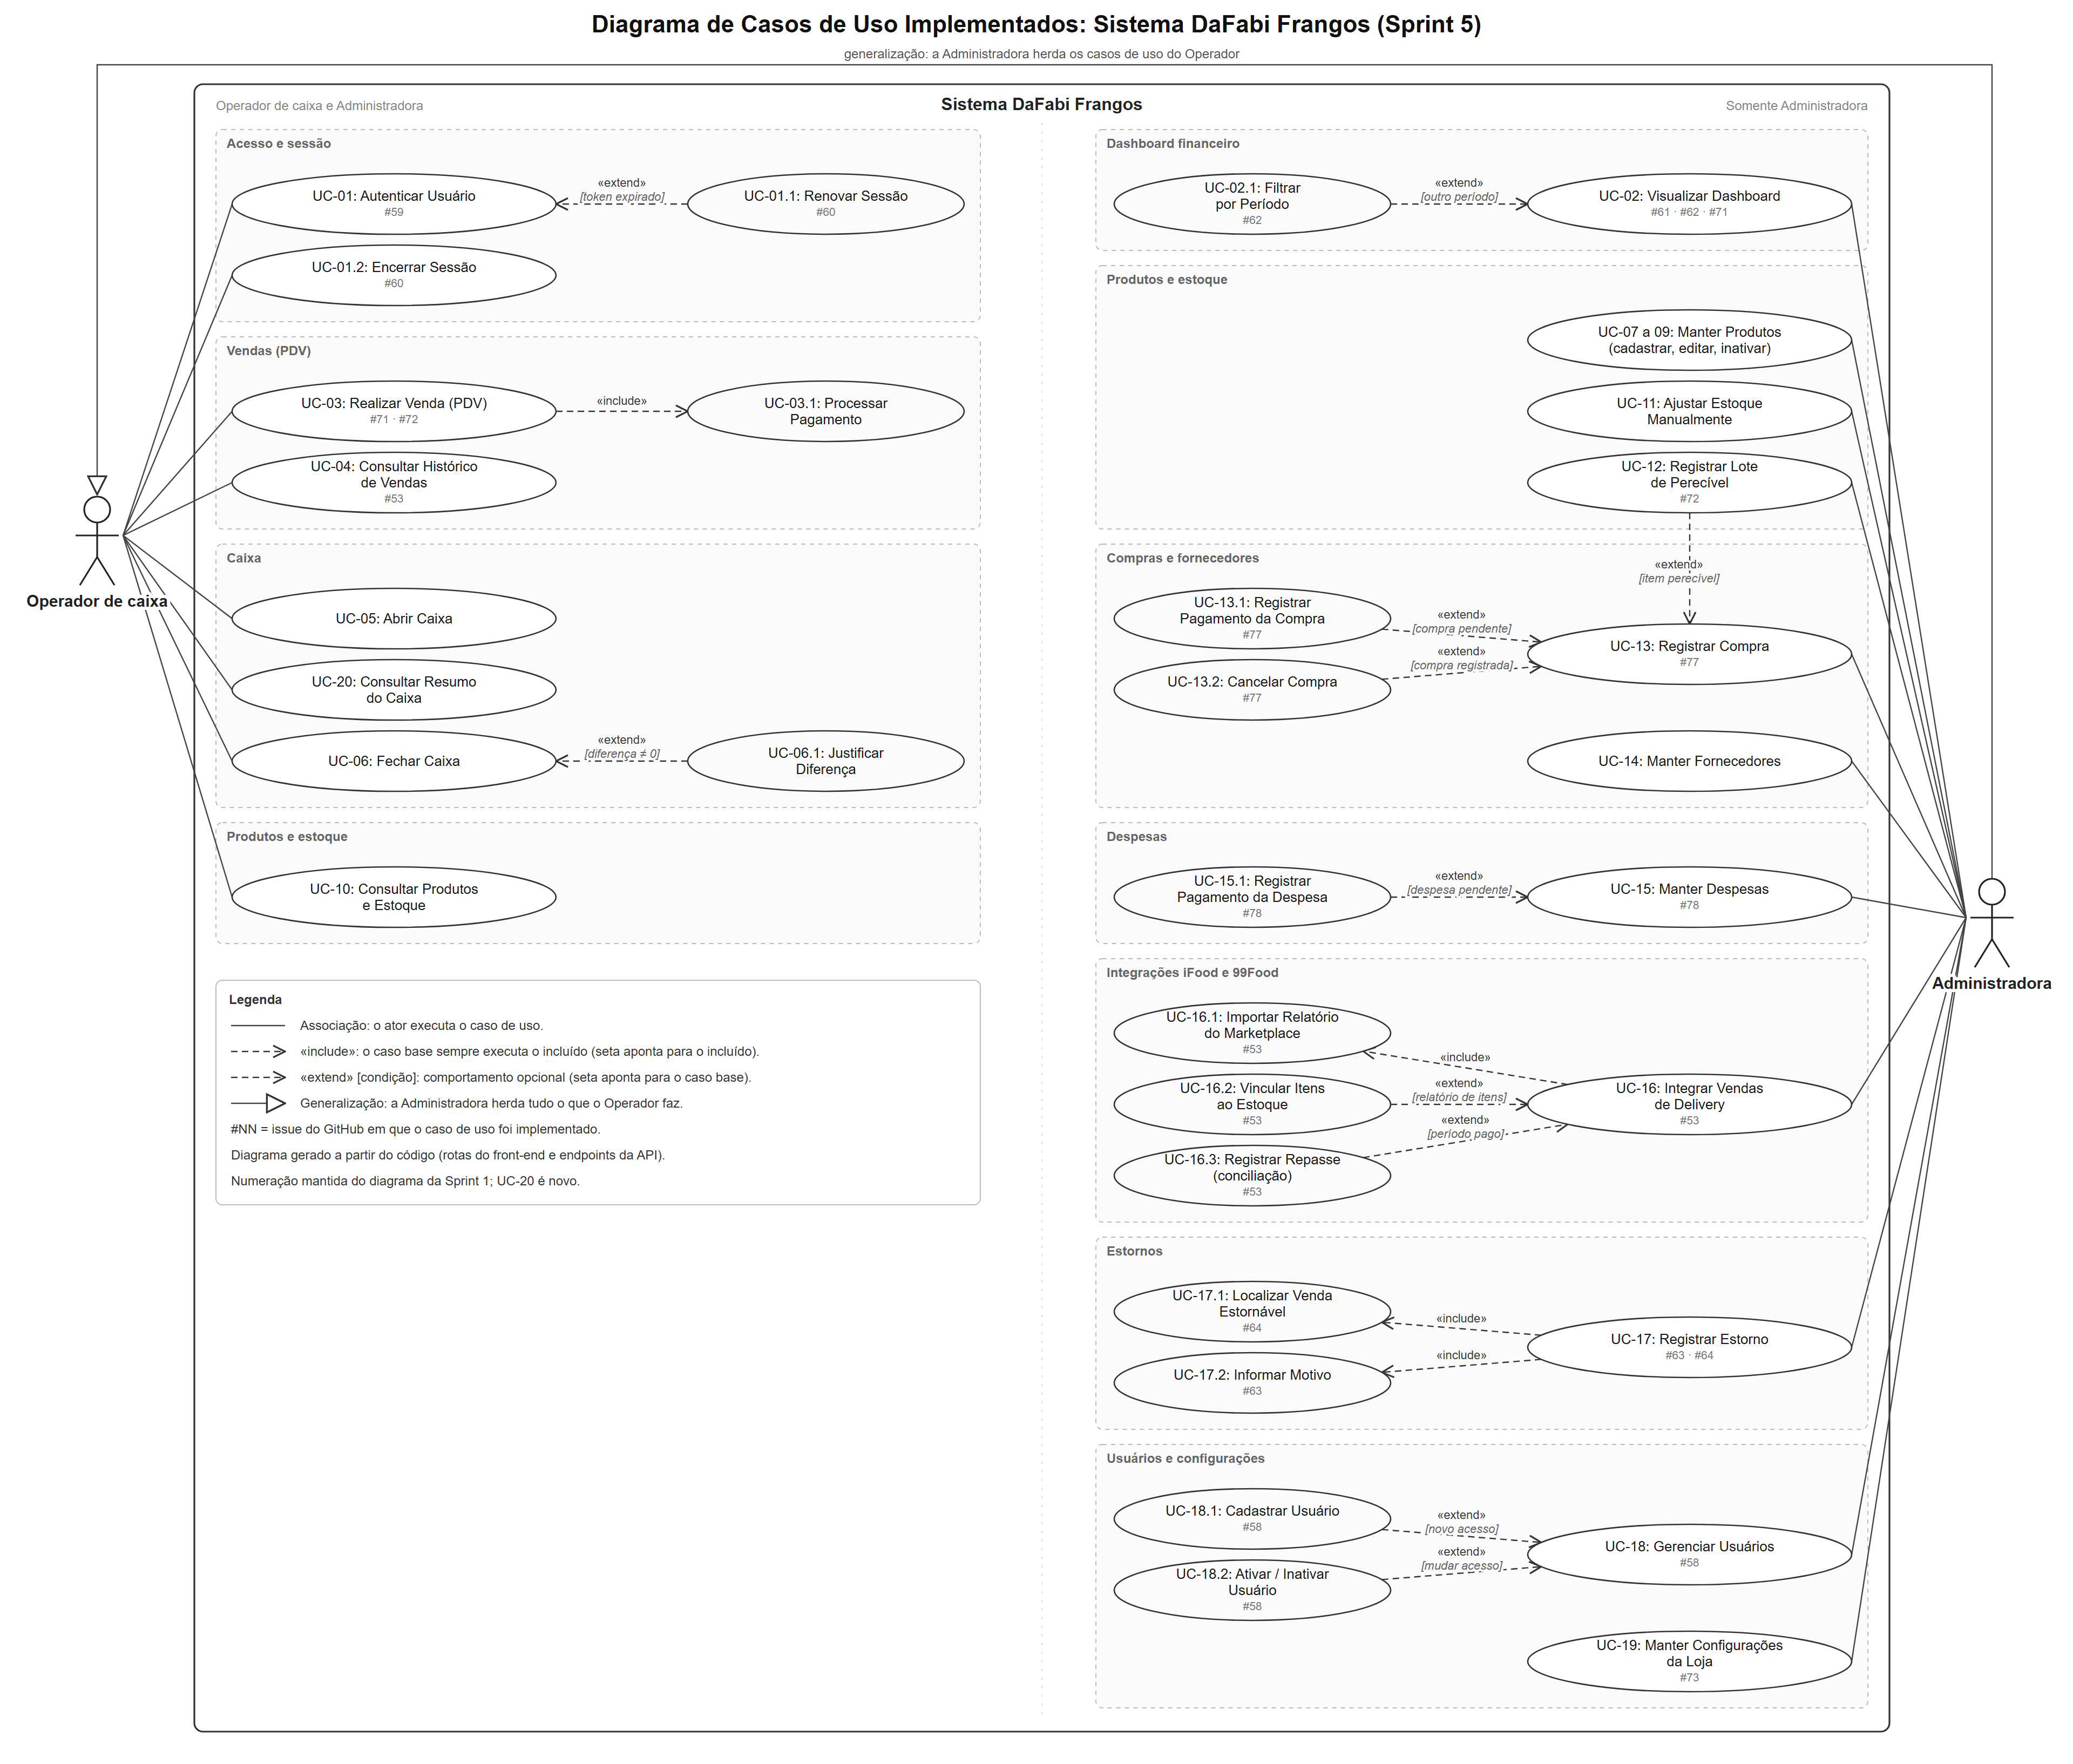 Diagrama de Casos de Uso Implementados: Sistema DaFabi Frangos (Sprint 5)
generalização: a Administradora herda os casos de uso do Operador
Operador de caixa e Administradora
Sistema DaFabi Frangos
Somente Administradora
Acesso e sessão
UC-01: Autenticar Usuário
#59
«extend»
[token expirado]
UC-01.1: Renovar Sessão
#60
UC-01.2: Encerrar Sessão
#60
Vendas (PDV)
UC-03: Realizar Venda (PDV)
#71 · #72
«include»
UC-03.1: Processar
Pagamento
UC-04: Consultar Histórico
de Vendas
#53
Caixa
UC-05: Abrir Caixa
UC-20: Consultar Resumo
do Caixa
UC-06: Fechar Caixa
«extend»
[diferença ≠ 0]
UC-06.1: Justificar
Diferença
Produtos e estoque
UC-10: Consultar Produtos
e Estoque
Operador de caixa
Legenda
Associação: o ator executa o caso de uso.
«include»: o caso base sempre executa o incluído (seta aponta para o incluído).
«extend» [condição]: comportamento opcional (seta aponta para o caso base).
Generalização: a Administradora herda tudo o que o Operador faz.
#NN = issue do GitHub em que o caso de uso foi implementado.
Diagrama gerado a partir do código (rotas do front-end e endpoints da API).
Numeração mantida do diagrama da Sprint 1; UC-20 é novo.
Dashboard financeiro
UC-02.1: Filtrar
por Período
#62
«extend»
[outro período]
UC-02: Visualizar Dashboard
#61 · #62 · #71
Produtos e estoque
UC-07 a 09: Manter Produtos
(cadastrar, editar, inativar)
UC-11: Ajustar Estoque
Manualmente
UC-12: Registrar Lote
de Perecível
#72
Compras e fornecedores
«extend»
[item perecível]
UC-13.1: Registrar
Pagamento da Compra
#77
«extend»
[compra pendente]
UC-13: Registrar Compra
#77
«extend»
[compra registrada]
UC-13.2: Cancelar Compra
#77
UC-14: Manter Fornecedores
Despesas
UC-15.1: Registrar
Pagamento da Despesa
#78
«extend»
[despesa pendente]
UC-15: Manter Despesas
#78
Integrações iFood e 99Food
UC-16.1: Importar Relatório
do Marketplace
#53
«include»
UC-16.2: Vincular Itens
ao Estoque
#53
«extend»
[relatório de itens]
UC-16: Integrar Vendas
de Delivery
#53
«extend»
[período pago]
UC-16.3: Registrar Repasse
(conciliação)
#53
Estornos
UC-17.1: Localizar Venda
Estornável
#64
«include»
UC-17: Registrar Estorno
#63 · #64
«include»
UC-17.2: Informar Motivo
#63
Usuários e configurações
UC-18.1: Cadastrar Usuário
#58
«extend»
[novo acesso]
UC-18: Gerenciar Usuários
#58
«extend»
[mudar acesso]
UC-18.2: Ativar / Inativar
Usuário
#58
UC-19: Manter Configurações
da Loja
#73
Administradora